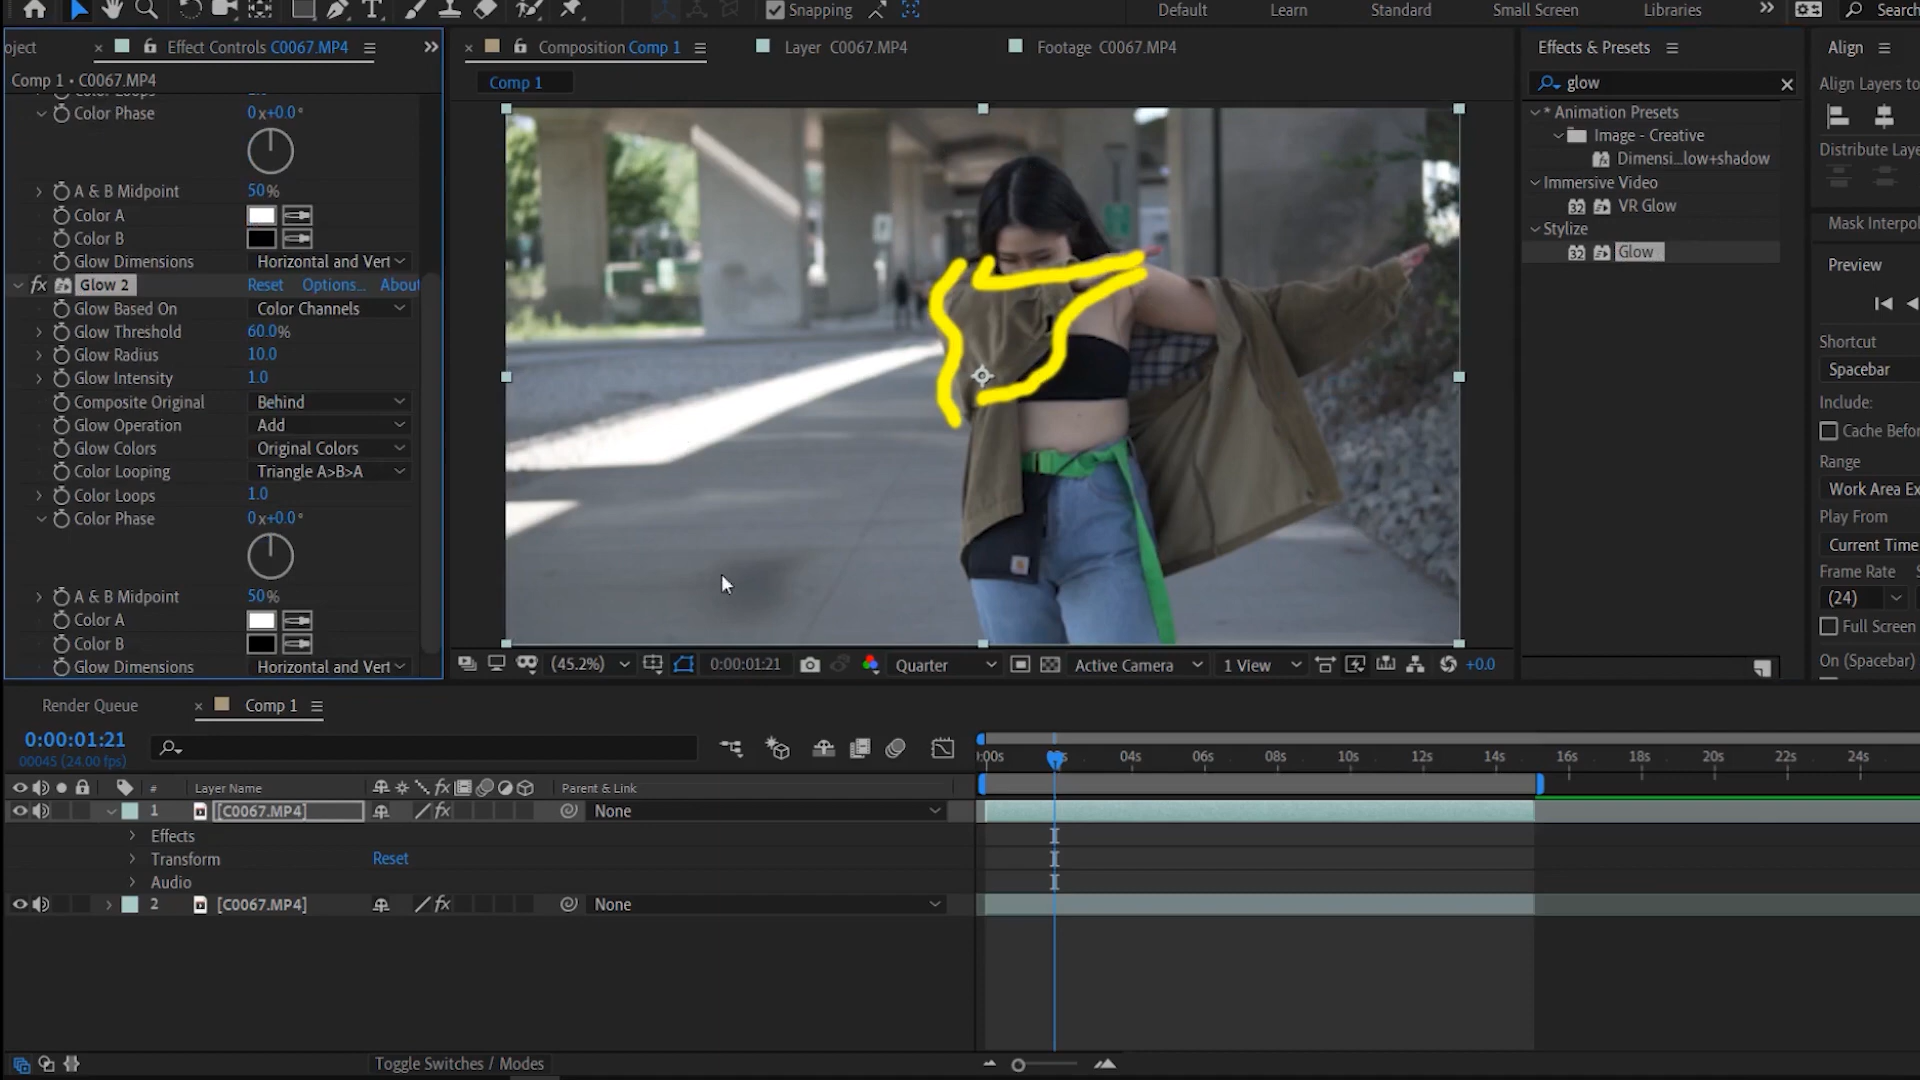 Snapping
Default
Learn
Standard
Small Screen
Libraries
Search
oject
Effect Controls C0067.MP4
Composition Comp 1
Layer C0067.MP4
Footage C0067.MP4
Effects & Presets
Align
Comp 1 • C0067.MP4
Comp 1
glow
Align Layers to
Color Phase 0 x+0.0°
* Animation Presets
Image - Creative
Dimensi...low+shadow
Distribute Laye
Immersive Video
A & B Midpoint 50%
VR Glow
Color A
Stylize
Mask Interpol
Color B
32 Glow
Glow Dimensions Horizontal and Vert
Preview
fx Glow 2 Reset Options... About
Glow Based On Color Channels
Glow Threshold 60.0%
Shortcut
Glow Radius 10.0
Spacebar
Glow Intensity 1.0
Include:
Composite Original Behind
Cache Befor
Glow Operation Add
Range
Glow Colors Original Colors
Work Area Ex
Color Looping Triangle A>B>A
Play From
Color Loops 1.0
Current Time
Color Phase 0 x+0.0°
Frame Rate S
(24)
A & B Midpoint 50%
Full Screen
Color A
Color B
On (Spacebar)
Glow Dimensions Horizontal and Vert
(45.2%)
0:00:01:21
Quarter
Active Camera
1 View
+0.0
Render Queue
Comp 1
0:00:01:21
00045 (24.00 fps)
:00s
04s
06s
08s
10s
12s
14s
16s
18s
20s
22s
24s
# Layer Name
fx
Parent & Link
1 [C0067.MP4] fx None
Effects
Transform Reset
Audio
2 [C0067.MP4] fx None
Toggle Switches / Modes